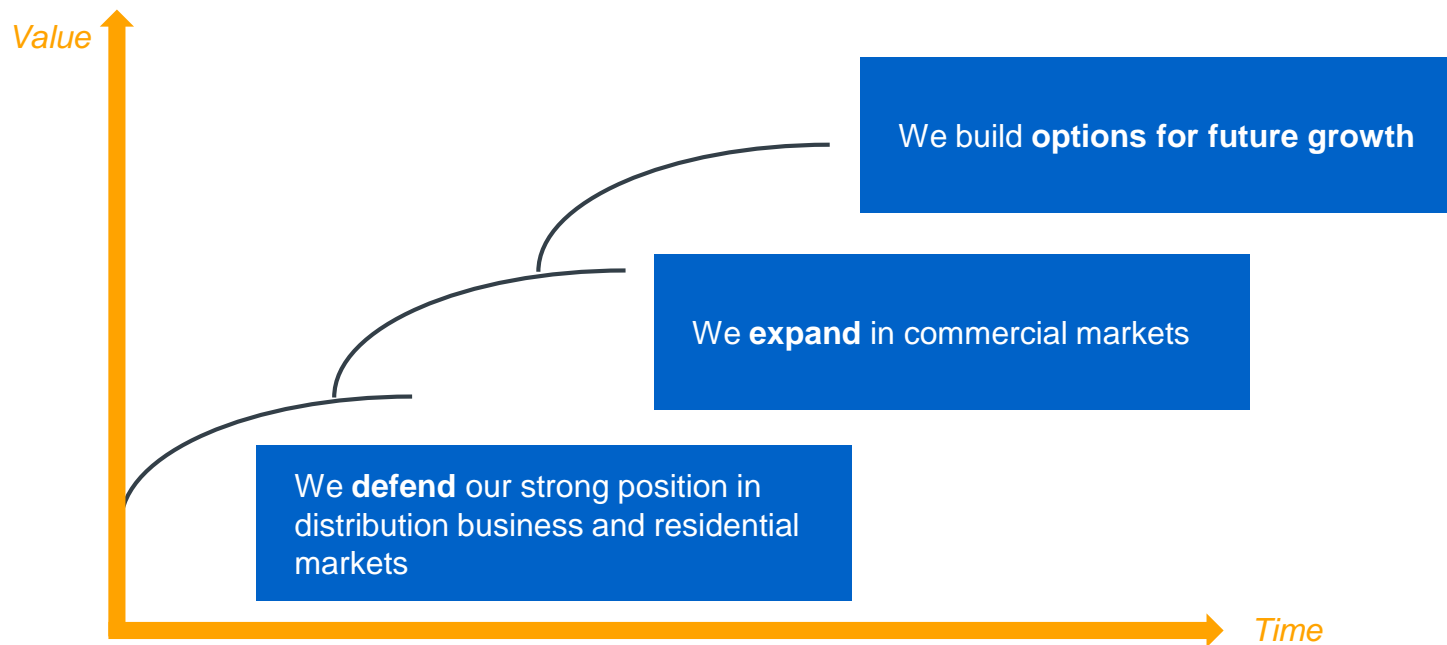 Value
We build options for future growth
We expand in commercial markets
We defend our strong position in
distribution business and residential
markets
Time